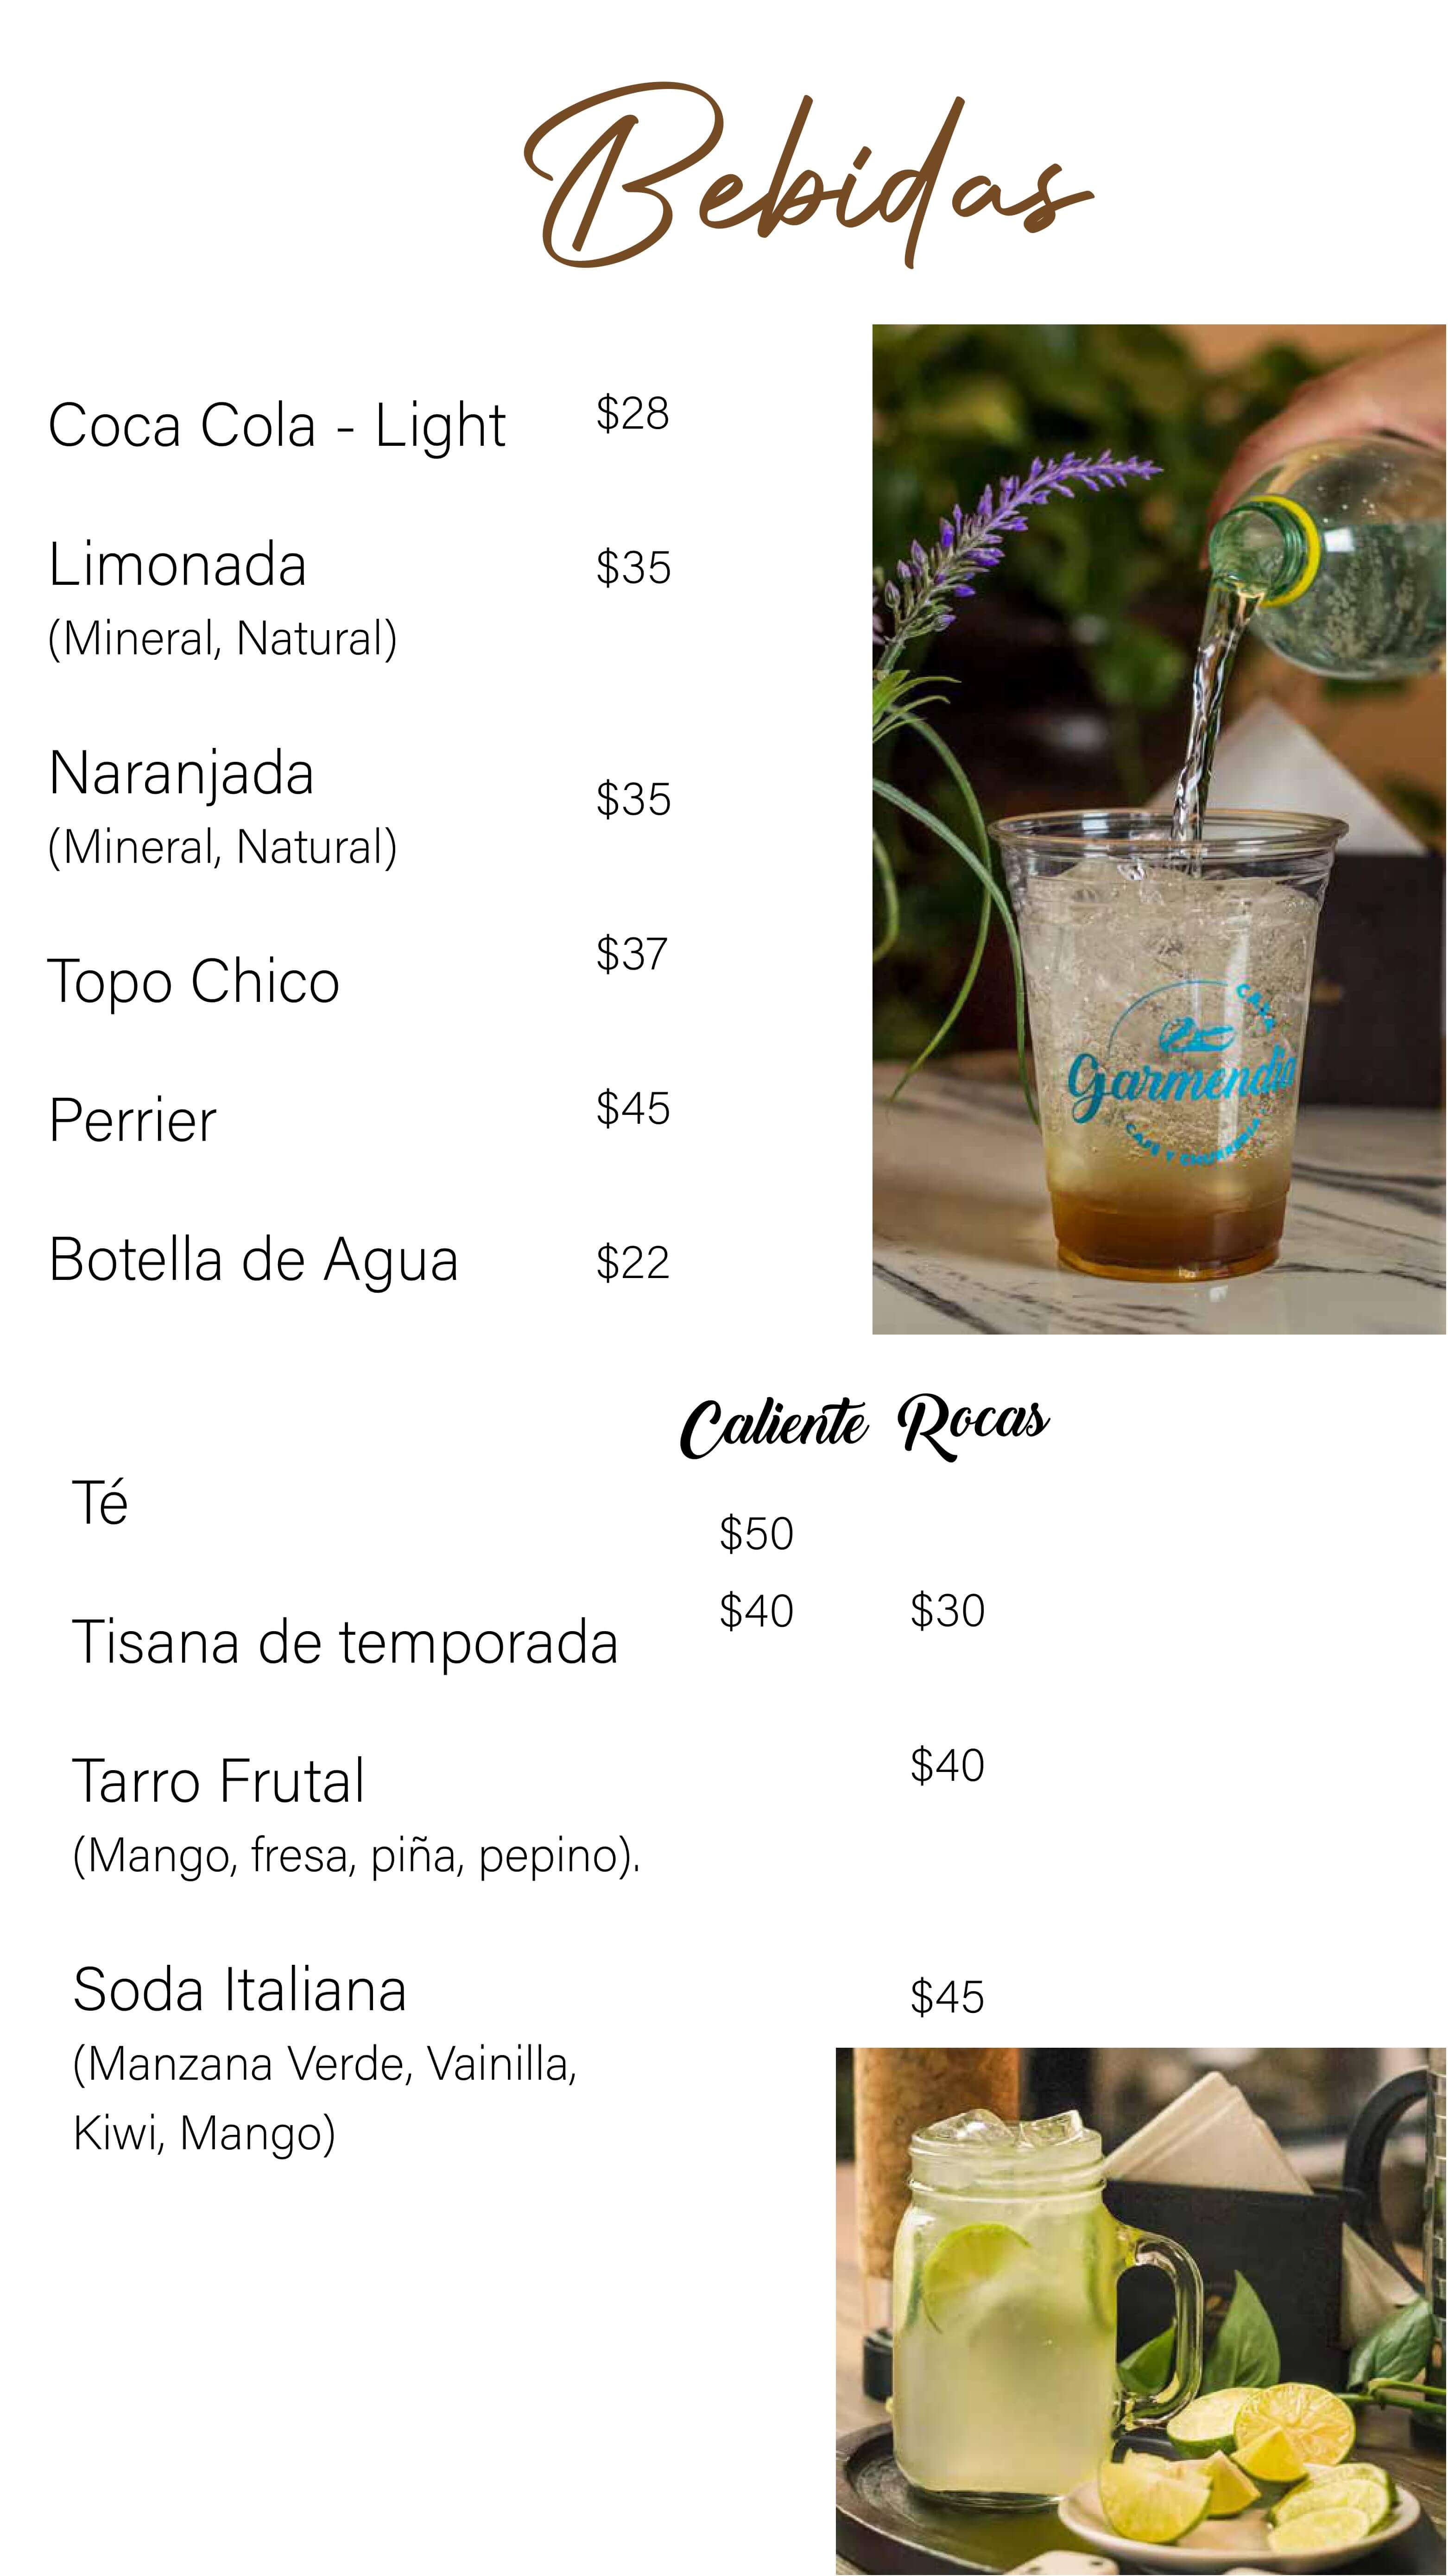 Bebidas
Coca Cola - Light $28
Limonada $35
(Mineral, Natural)
Naranjada $35
(Mineral, Natural)
Topo Chico $37
Perrier $45
Botella de Agua $22
CASA
Garmendia
CAFÉ Y CHURRERÍA
Caliente Rocas
Té $50
Tisana de temporada $40 $30
Tarro Frutal $40
(Mango, fresa, piña, pepino).
Soda Italiana $45
(Manzana Verde, Vainilla,
Kiwi, Mango)